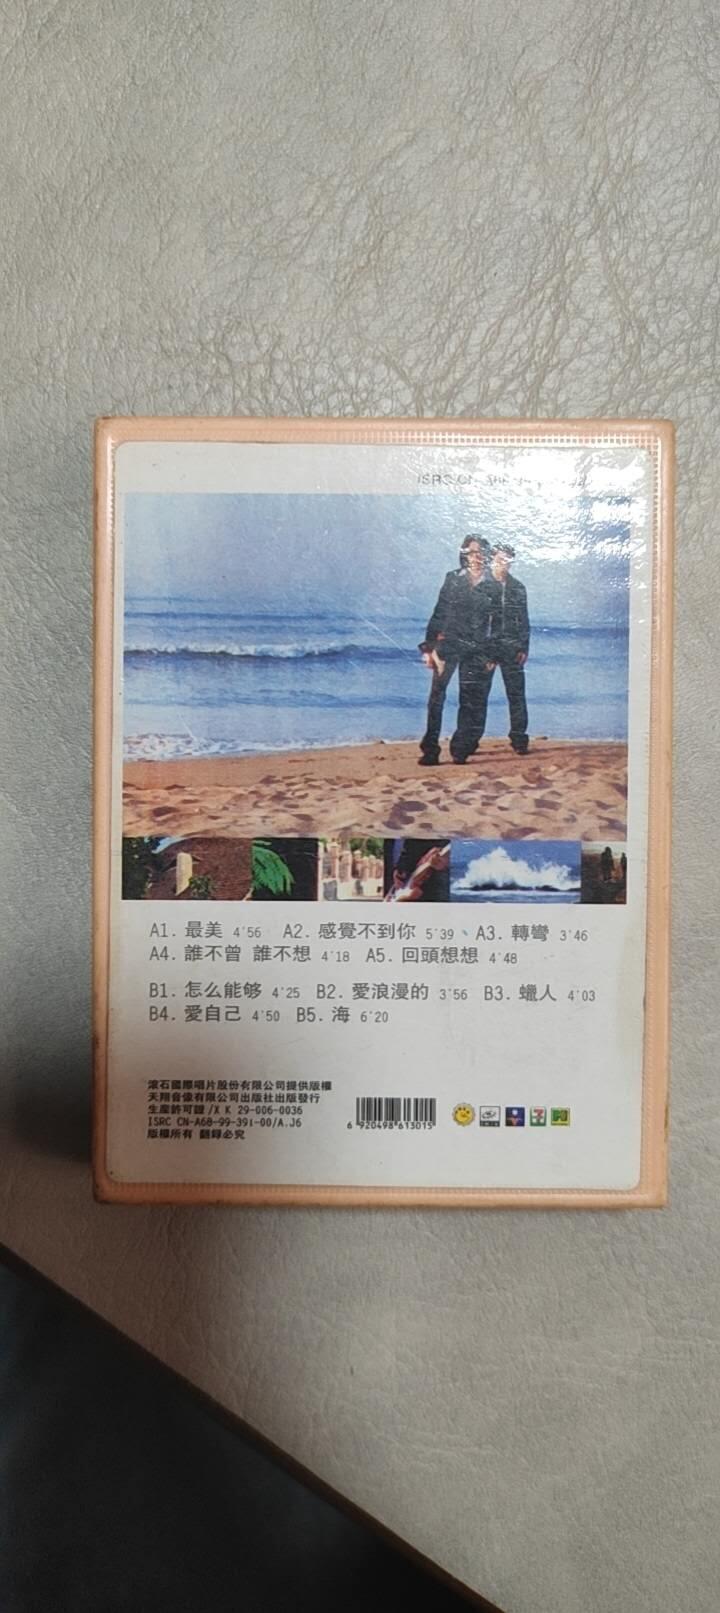 ISRC CN
A1. 最美 4'56 A2. 感覺不到你 5'39、A3. 轉彎 3'46
A4. 誰不曾 誰不想 4'18 A5. 回頭想想 4'48
B1. 怎么能够 4'25 B2. 愛浪漫的 3'56 B3. 蠟人 4'03
B4. 愛自己 4'50 B5. 海 6'20
滾石國際唱片股份有限公司提供版權
天翔音像有限公司出版社出版發行
生産許可證/X K 29-006-0036
ISRC CN-A68-99-391-00/A.J6
版權所有 翻録必究
6 920498 613015